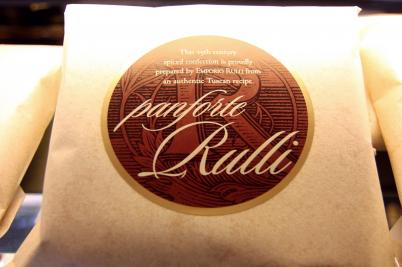 This 19th century
spiced confection is proudly
prepared by EMPORIO RULLI from
an authentic Tuscan recipe
panforte
Rulli